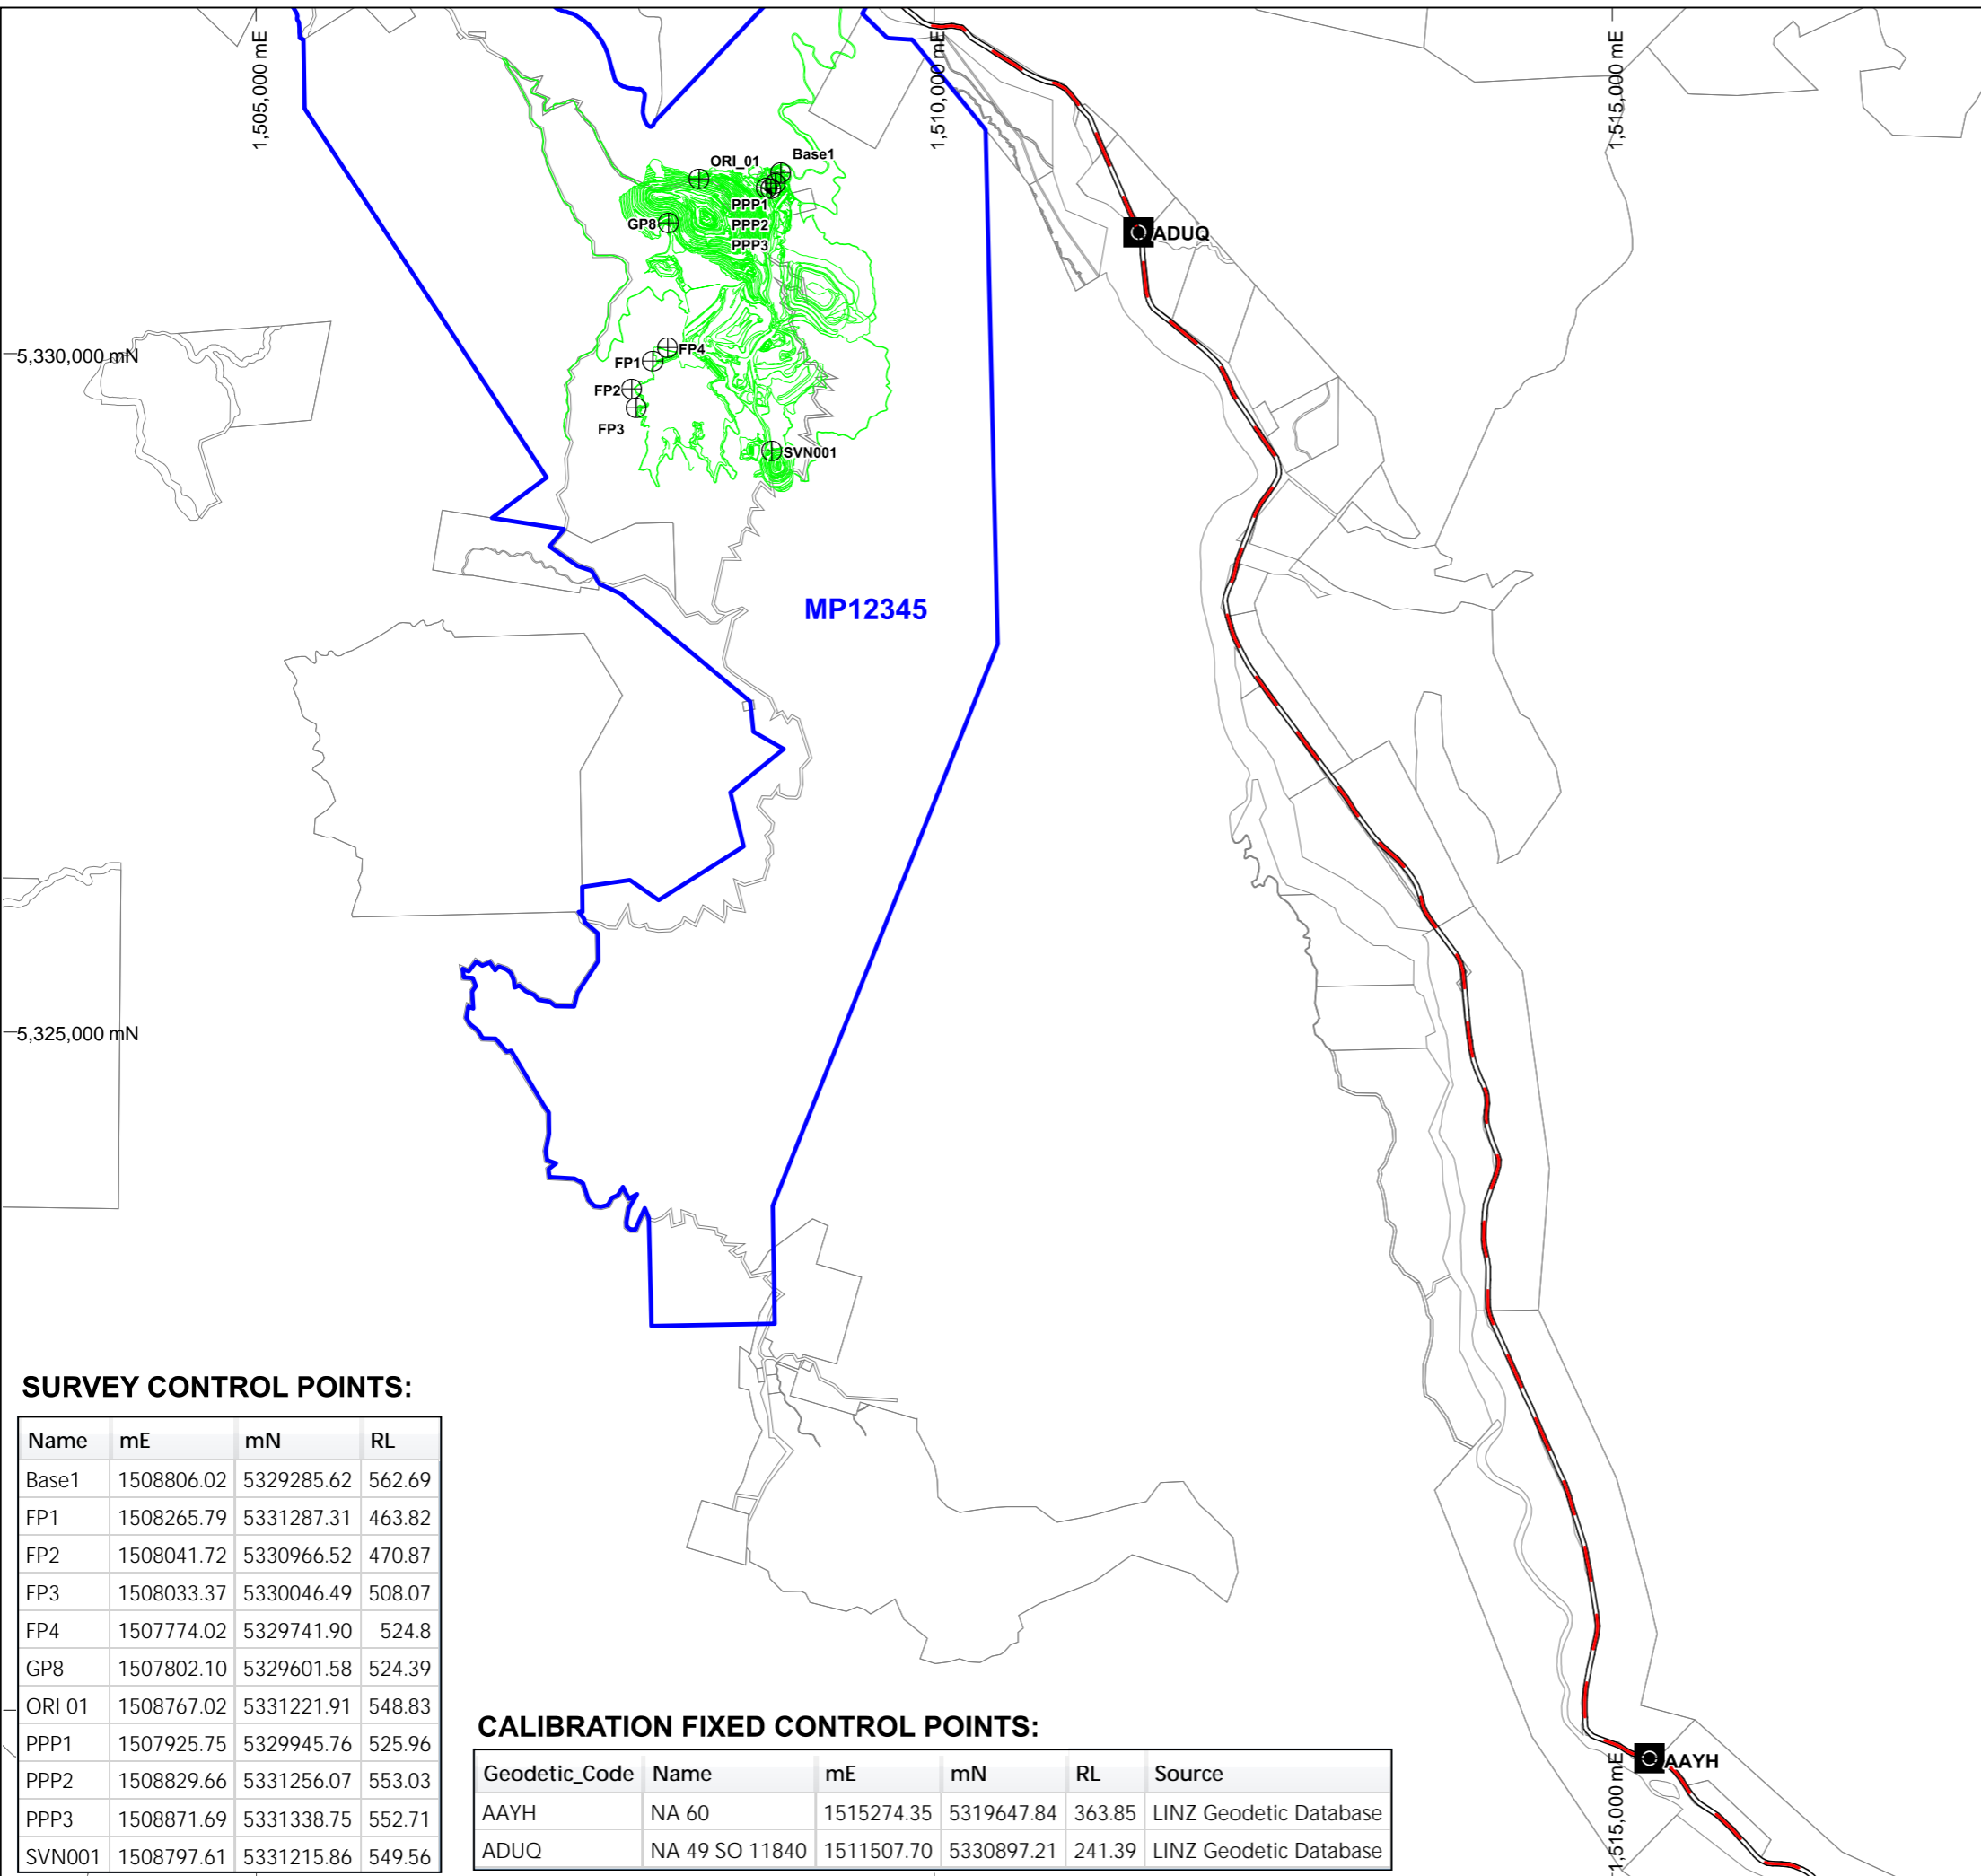 1,505,000 mE
1,510,000 mE
1,515,000 mE
ORI_01
Base1
PPP1
GP8
PPP2
PPP3
ADUQ
5,330,000 mN
FP4
FP1
FP2
FP3
SVN001
MP12345
5,325,000 mN
SURVEY CONTROL POINTS:
Name mE mN RL
Base1 1508806.02 5329285.62 562.69
FP1 1508265.79 5331287.31 463.82
FP2 1508041.72 5330966.52 470.87
FP3 1508033.37 5330046.49 508.07
FP4 1507774.02 5329741.90 524.8
GP8 1507802.10 5329601.58 524.39
ORI 01 1508767.02 5331221.91 548.83
PPP1 1507925.75 5329945.76 525.96
PPP2 1508829.66 5331256.07 553.03
PPP3 1508871.69 5331338.75 552.71
SVN001 1508797.61 5331215.86 549.56
CALIBRATION FIXED CONTROL POINTS:
Geodetic_Code Name mE mN RL Source
AAYH NA 60 1515274.35 5319647.84 363.85 LINZ Geodetic Database
ADUQ NA 49 SO 11840 1511507.70 5330897.21 241.39 LINZ Geodetic Database
AAYH
1,515,000 mE